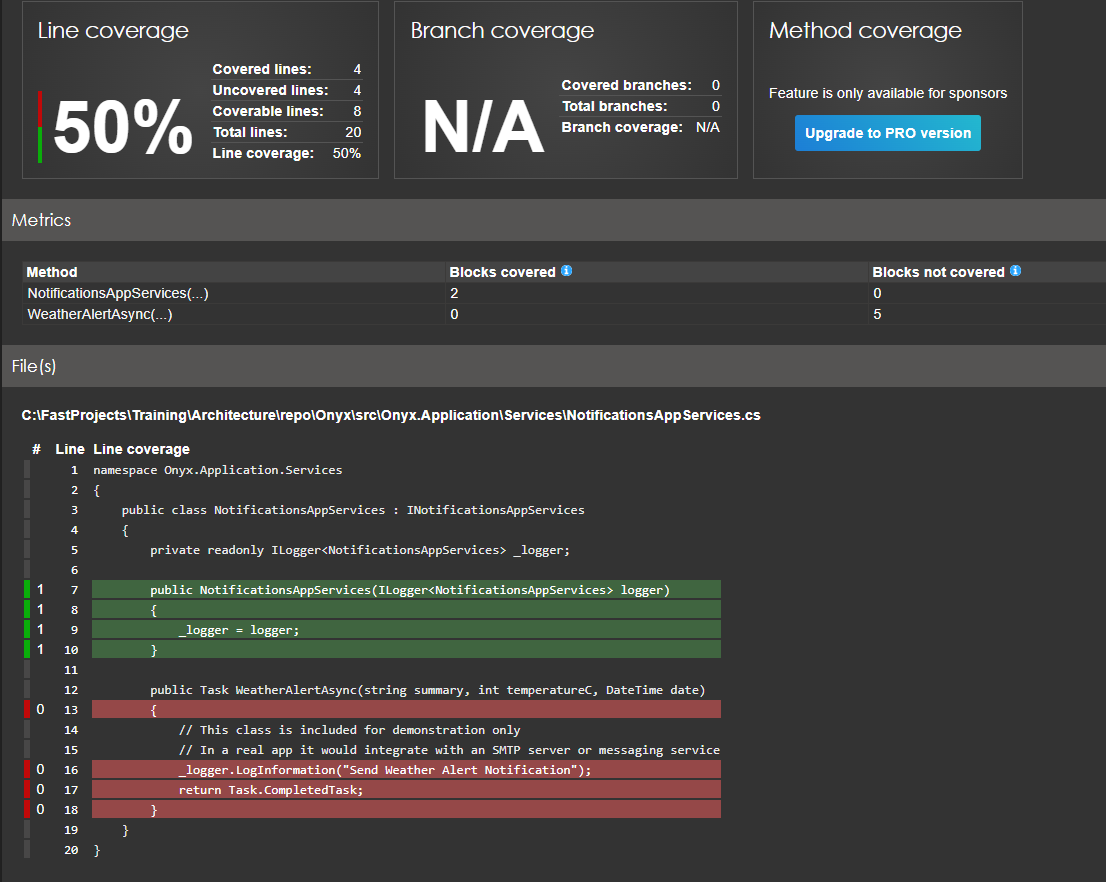 Line coverage
50%
Covered lines: 4
Uncovered lines: 4
Coverable lines: 8
Total lines: 20
Line coverage: 50%
Branch coverage
N/A
Covered branches: 0
Total branches: 0
Branch coverage: N/A
Method coverage
Feature is only available for sponsors
Upgrade to PRO version
Metrics
Method Blocks covered Blocks not covered
NotificationsAppServices(...) 2 0
WeatherAlertAsync(...) 0 5
File(s)
C:\FastProjects\Training\Architecture\repo\Onyx\src\Onyx.Application\Services\NotificationsAppServices.cs
# Line Line coverage
1 namespace Onyx.Application.Services
2 {
3     public class NotificationsAppServices : INotificationsAppServices
4     {
5         private readonly ILogger<NotificationsAppServices> _logger;
6
1 7         public NotificationsAppServices(ILogger<NotificationsAppServices> logger)
1 8         {
1 9             _logger = logger;
1 10         }
11
12         public Task WeatherAlertAsync(string summary, int temperatureC, DateTime date)
0 13         {
14             // This class is included for demonstration only
15             // In a real app it would integrate with an SMTP server or messaging service
0 16             _logger.LogInformation("Send Weather Alert Notification");
0 17             return Task.CompletedTask;
0 18         }
19     }
20 }